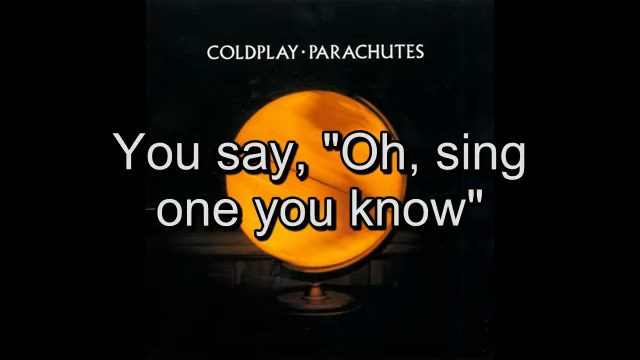 COLDPLAY · PARACHUTES
You say, "Oh, sing
one you know"